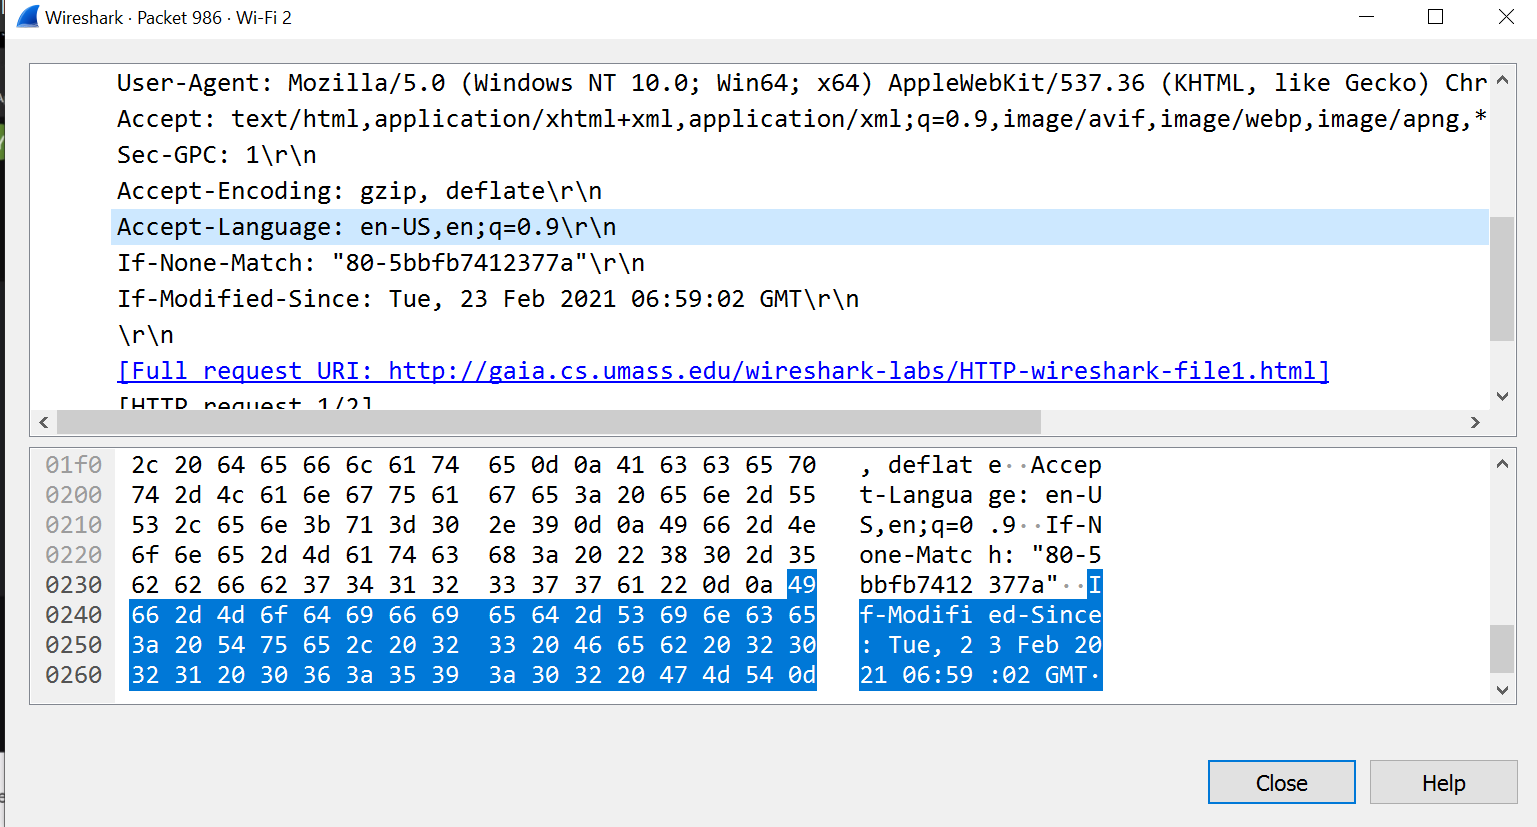 Wireshark · Packet 986 · Wi-Fi 2
User-Agent: Mozilla/5.0 (Windows NT 10.0; Win64; x64) AppleWebKit/537.36 (KHTML, like Gecko) Chr
Accept: text/html,application/xhtml+xml,application/xml;q=0.9,image/avif,image/webp,image/apng,*
Sec-GPC: 1\r\n
Accept-Encoding: gzip, deflate\r\n
Accept-Language: en-US,en;q=0.9\r\n
If-None-Match: "80-5bbfb7412377a"\r\n
If-Modified-Since: Tue, 23 Feb 2021 06:59:02 GMT\r\n
\r\n
[Full request URI: http://gaia.cs.umass.edu/wireshark-labs/HTTP-wireshark-file1.html]
[HTTP request 1/2]
01f0 2c 20 64 65 66 6c 61 74 65 0d 0a 41 63 63 65 70 , deflat e··Accep
0200 74 2d 4c 61 6e 67 75 61 67 65 3a 20 65 6e 2d 55 t-Langua ge: en-U
0210 53 2c 65 6e 3b 71 3d 30 2e 39 0d 0a 49 66 2d 4e S,en;q=0 .9··If-N
0220 6f 6e 65 2d 4d 61 74 63 68 3a 20 22 38 30 2d 35 one-Matc h: "80-5
0230 62 62 66 62 37 34 31 32 33 37 37 61 22 0d 0a 49 bbfb7412 377a"··I
0240 66 2d 4d 6f 64 69 66 69 65 64 2d 53 69 6e 63 65 f-Modifi ed-Since
0250 3a 20 54 75 65 2c 20 32 33 20 46 65 62 20 32 30 : Tue, 2 3 Feb 20
0260 32 31 20 30 36 3a 35 39 3a 30 32 20 47 4d 54 0d 21 06:59 :02 GMT·
Close
Help